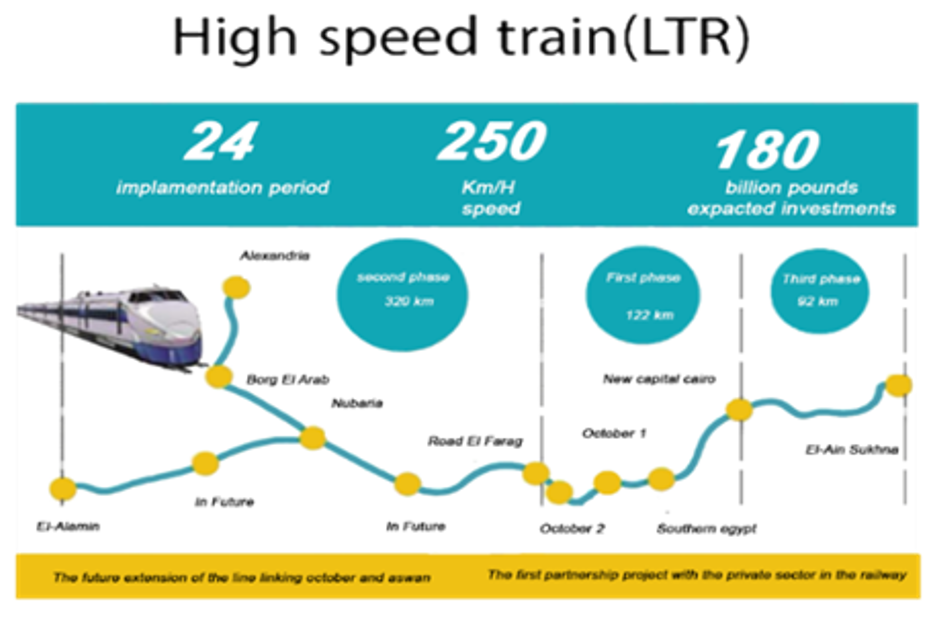 High speed train(LTR)
24
implamentation period
250
Km/H
speed
180
billion pounds
expacted investments
Alexandria
second phase
320 km
First phase
122 km
Third phase
92 km
Borg El Arab
Nubaria
New capital cairo
Road El Farag
October 1
El-Ain Sukhna
In Future
El-Alamin
In Future
October 2
Southern egypt
The future extension of the line linking october and aswan
The first partnership project with the private sector in the railway